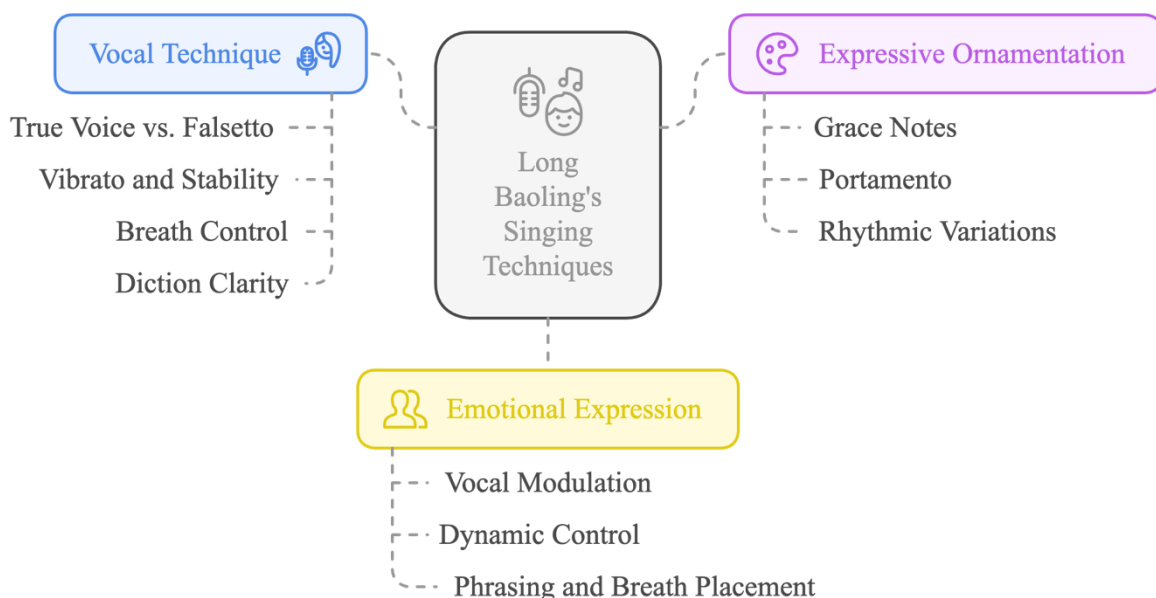 Vocal Technique
True Voice vs. Falsetto
Vibrato and Stability
Breath Control
Diction Clarity
Long
Baoling's
Singing
Techniques
Expressive Ornamentation
Grace Notes
Portamento
Rhythmic Variations
Emotional Expression
Vocal Modulation
Dynamic Control
Phrasing and Breath Placement